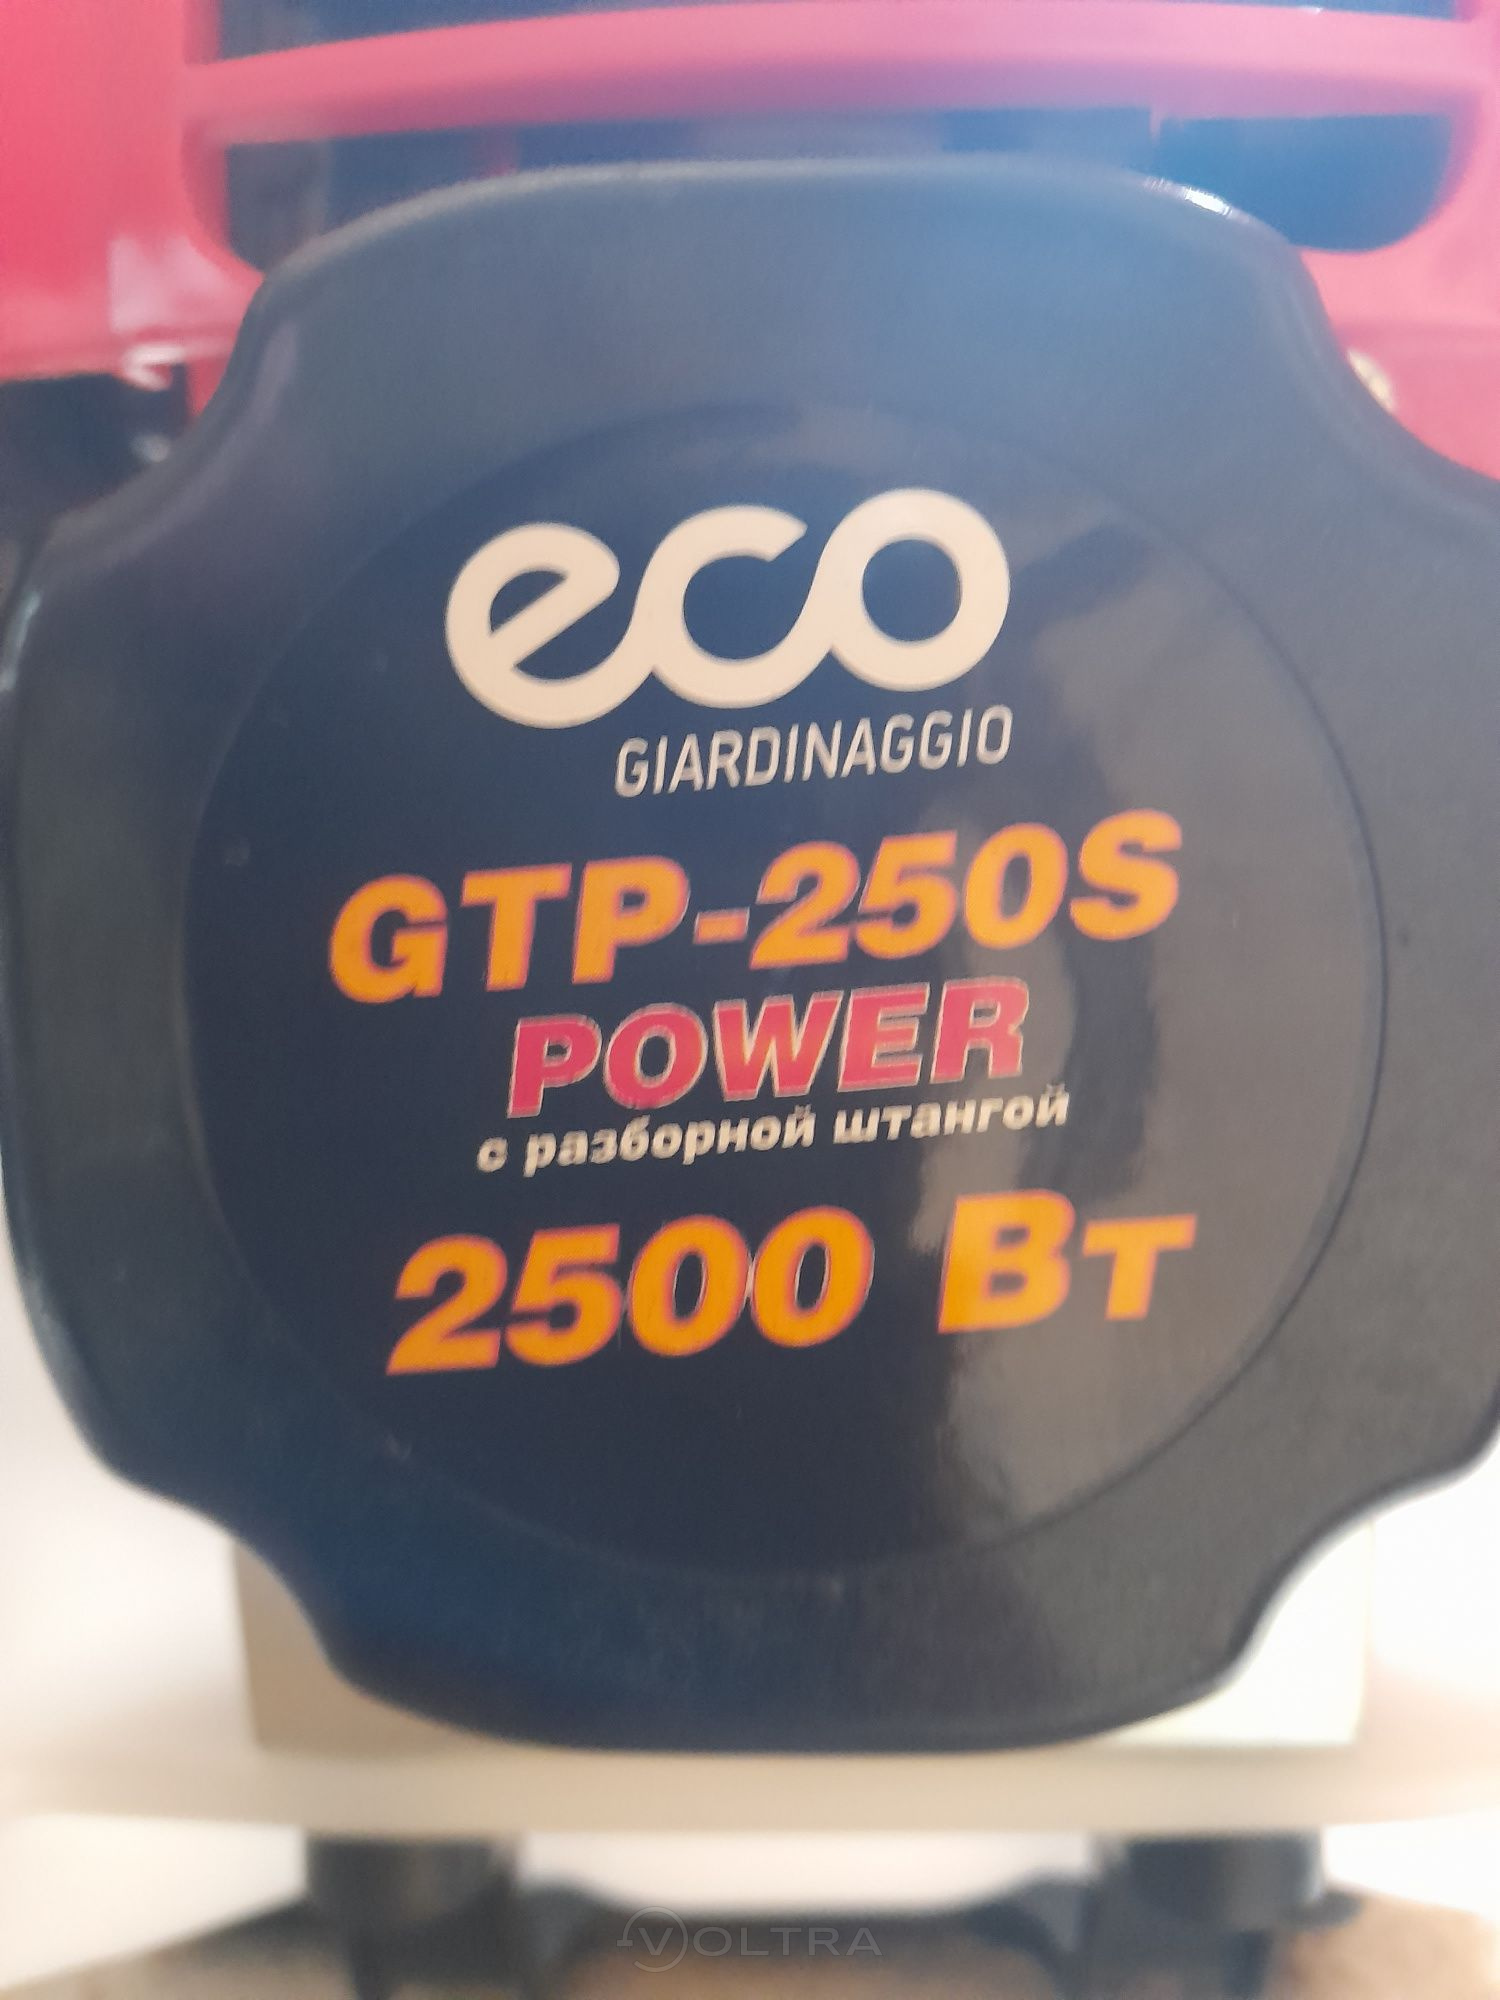 eco
GIARDINAGGIO
GTP-250S
POWER
с разборной штангой
2500 Вт
VOLTRA